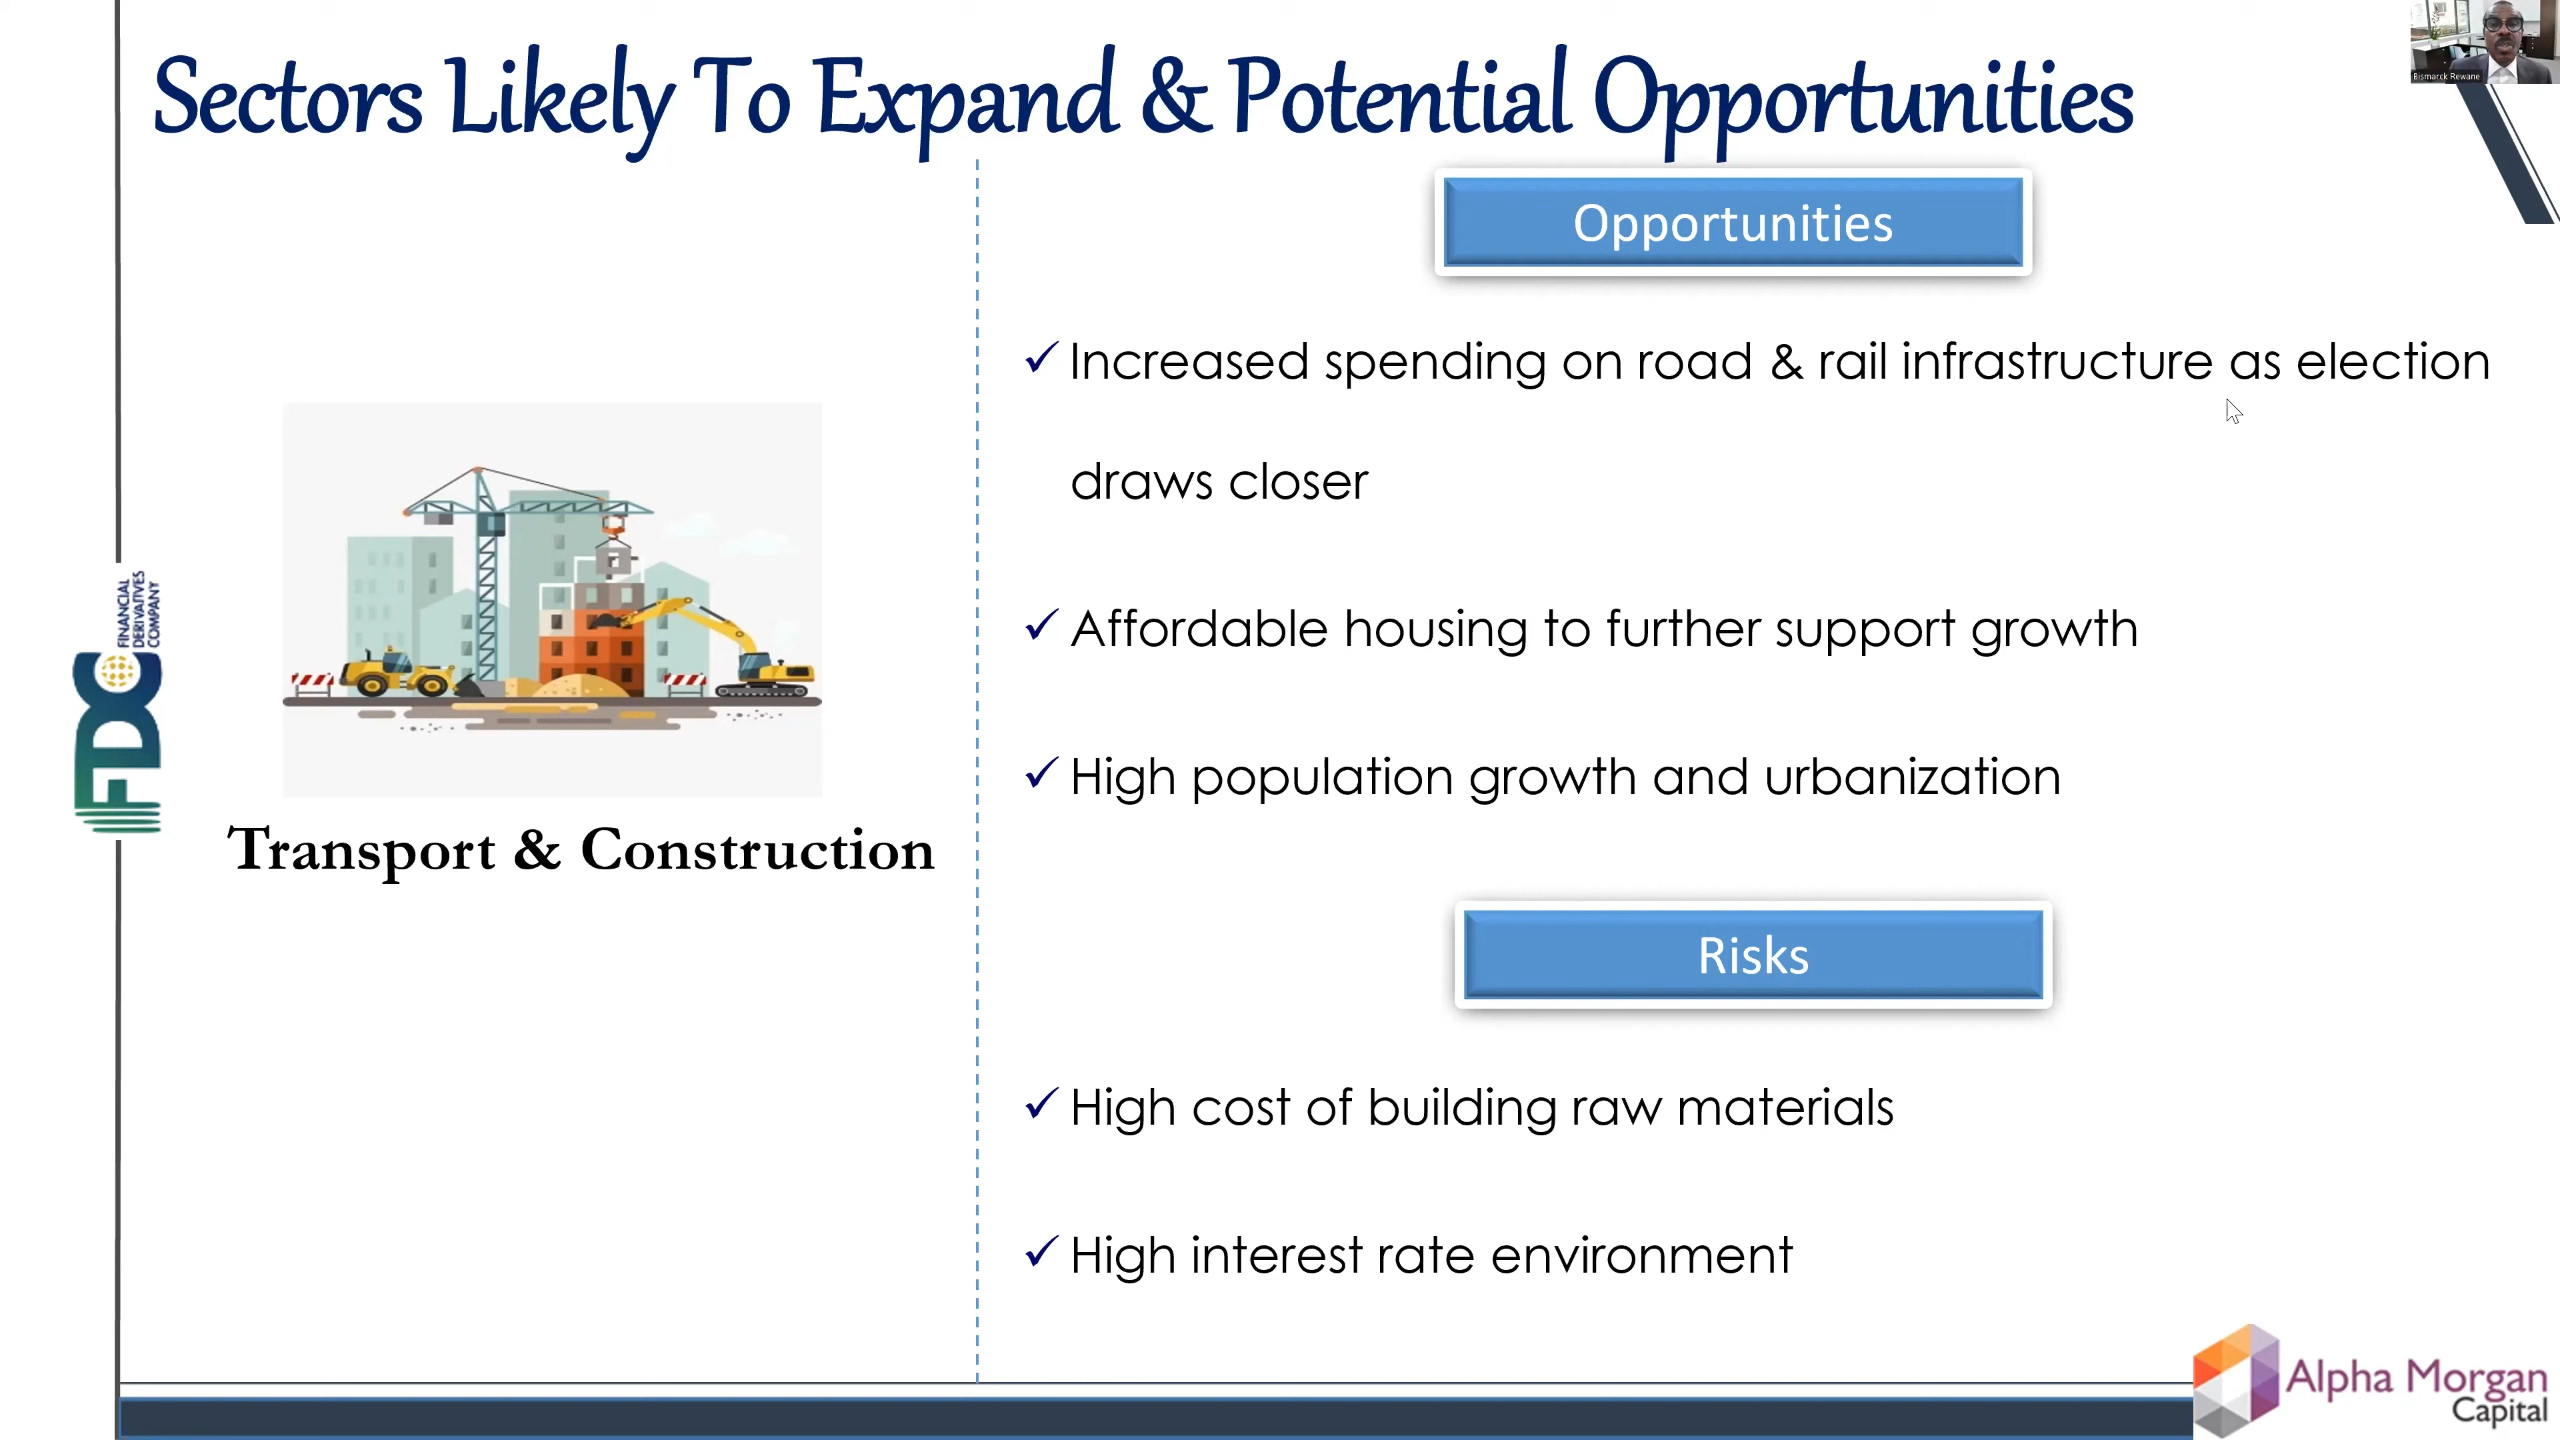 Sectors Likely To Expand & Potential Opportunities
Bismarck Rewane
Opportunities
✓ Increased spending on road & rail infrastructure as election
draws closer
✓ Affordable housing to further support growth
✓ High population growth and urbanization
FDC
FINANCIAL
DERIVATIVES
COMPANY
Transport & Construction
Risks
✓ High cost of building raw materials
✓ High interest rate environment
Alpha Morgan
Capital